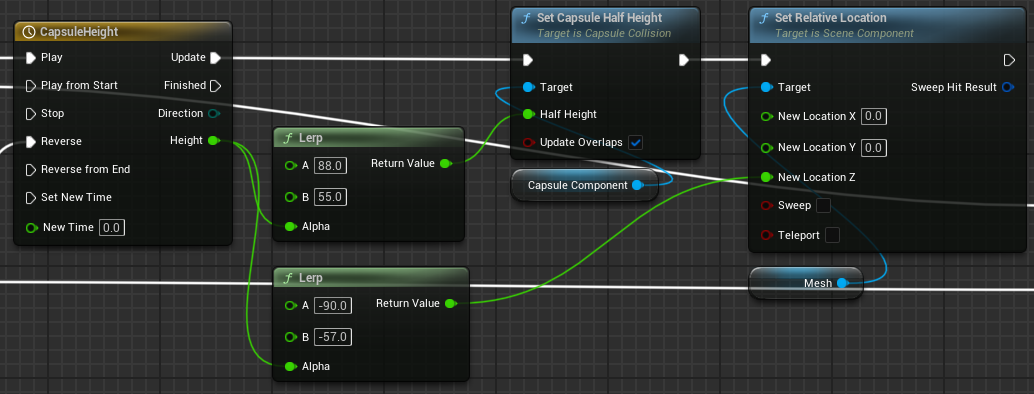 CapsuleHeight
Play
Update
Play from Start
Finished
Stop
Direction
Reverse
Height
Reverse from End
Set New Time
New Time 0.0
Lerp
A 88.0
Return Value
B 55.0
Alpha
Lerp
A -90.0
Return Value
B -57.0
Alpha
Set Capsule Half Height
Target is Capsule Collision
Target
Half Height
Update Overlaps
Capsule Component
Set Relative Location
Target is Scene Component
Target
Sweep Hit Result
New Location X 0.0
New Location Y 0.0
New Location Z
Sweep
Teleport
Mesh